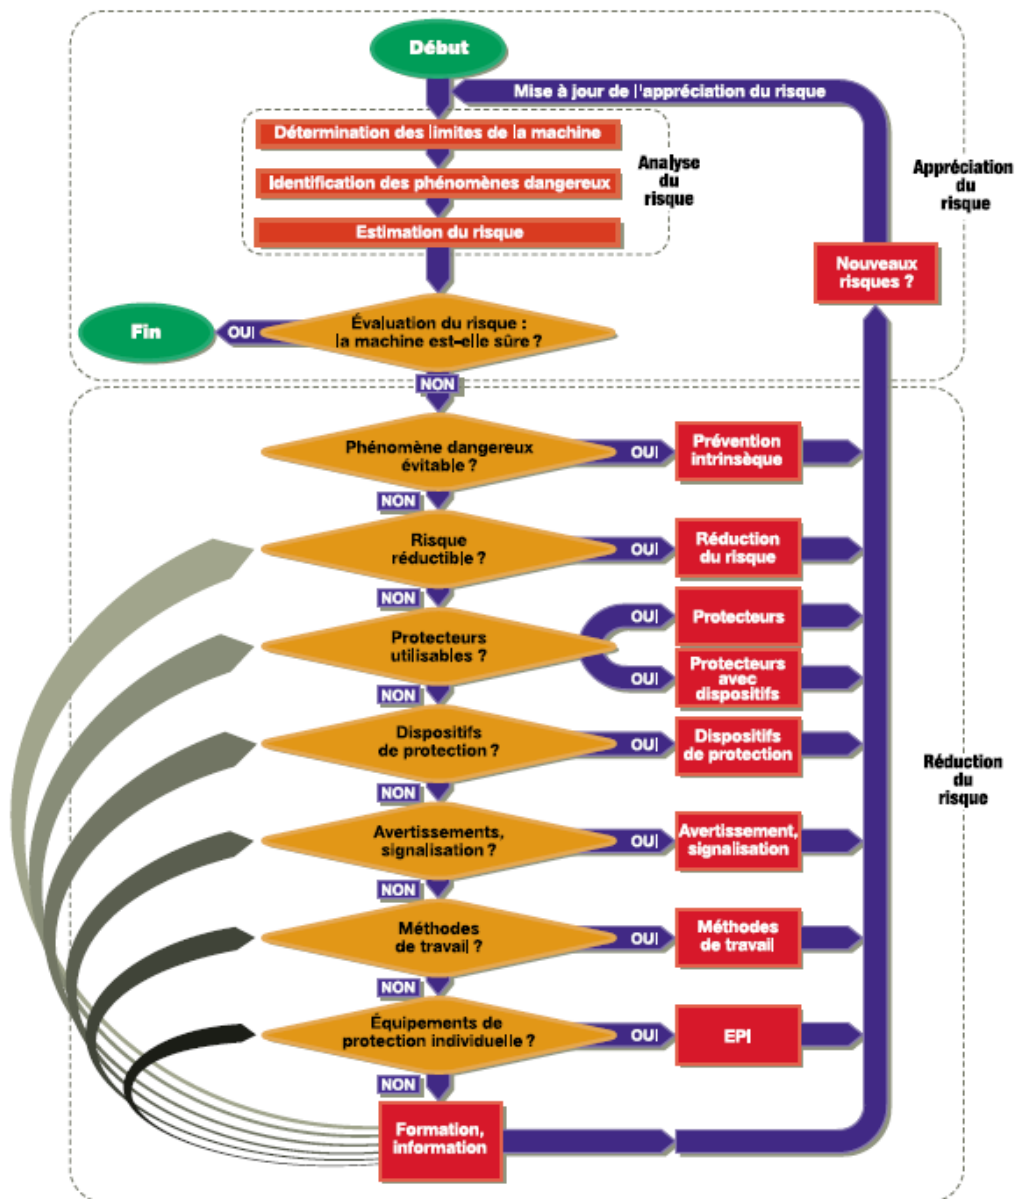 Début
Mise à jour de l'appréciation du risque
Détermination des limites de la machine
Identification des phénomènes dangereux
Estimation du risque
Analyse
du
risque
Appréciation
du
risque
Nouveaux
risques ?
Fin
OUI
Évaluation du risque :
la machine est-elle sûre ?
NON
Phénomène dangereux
évitable ?
OUI
Prévention
intrinsèque
NON
Risque
réductible ?
OUI
Réduction
du risque
NON
Protecteurs
utilisables ?
OUI
Protecteurs
OUI
Protecteurs
avec
dispositifs
NON
Dispositifs
de protection ?
OUI
Dispositifs
de protection
Réduction
du
risque
NON
Avertissements,
signalisation ?
OUI
Avertissement,
signalisation
NON
Méthodes
de travail ?
OUI
Méthodes
de travail
NON
Équipements de
protection individuelle ?
OUI
EPI
NON
Formation,
information